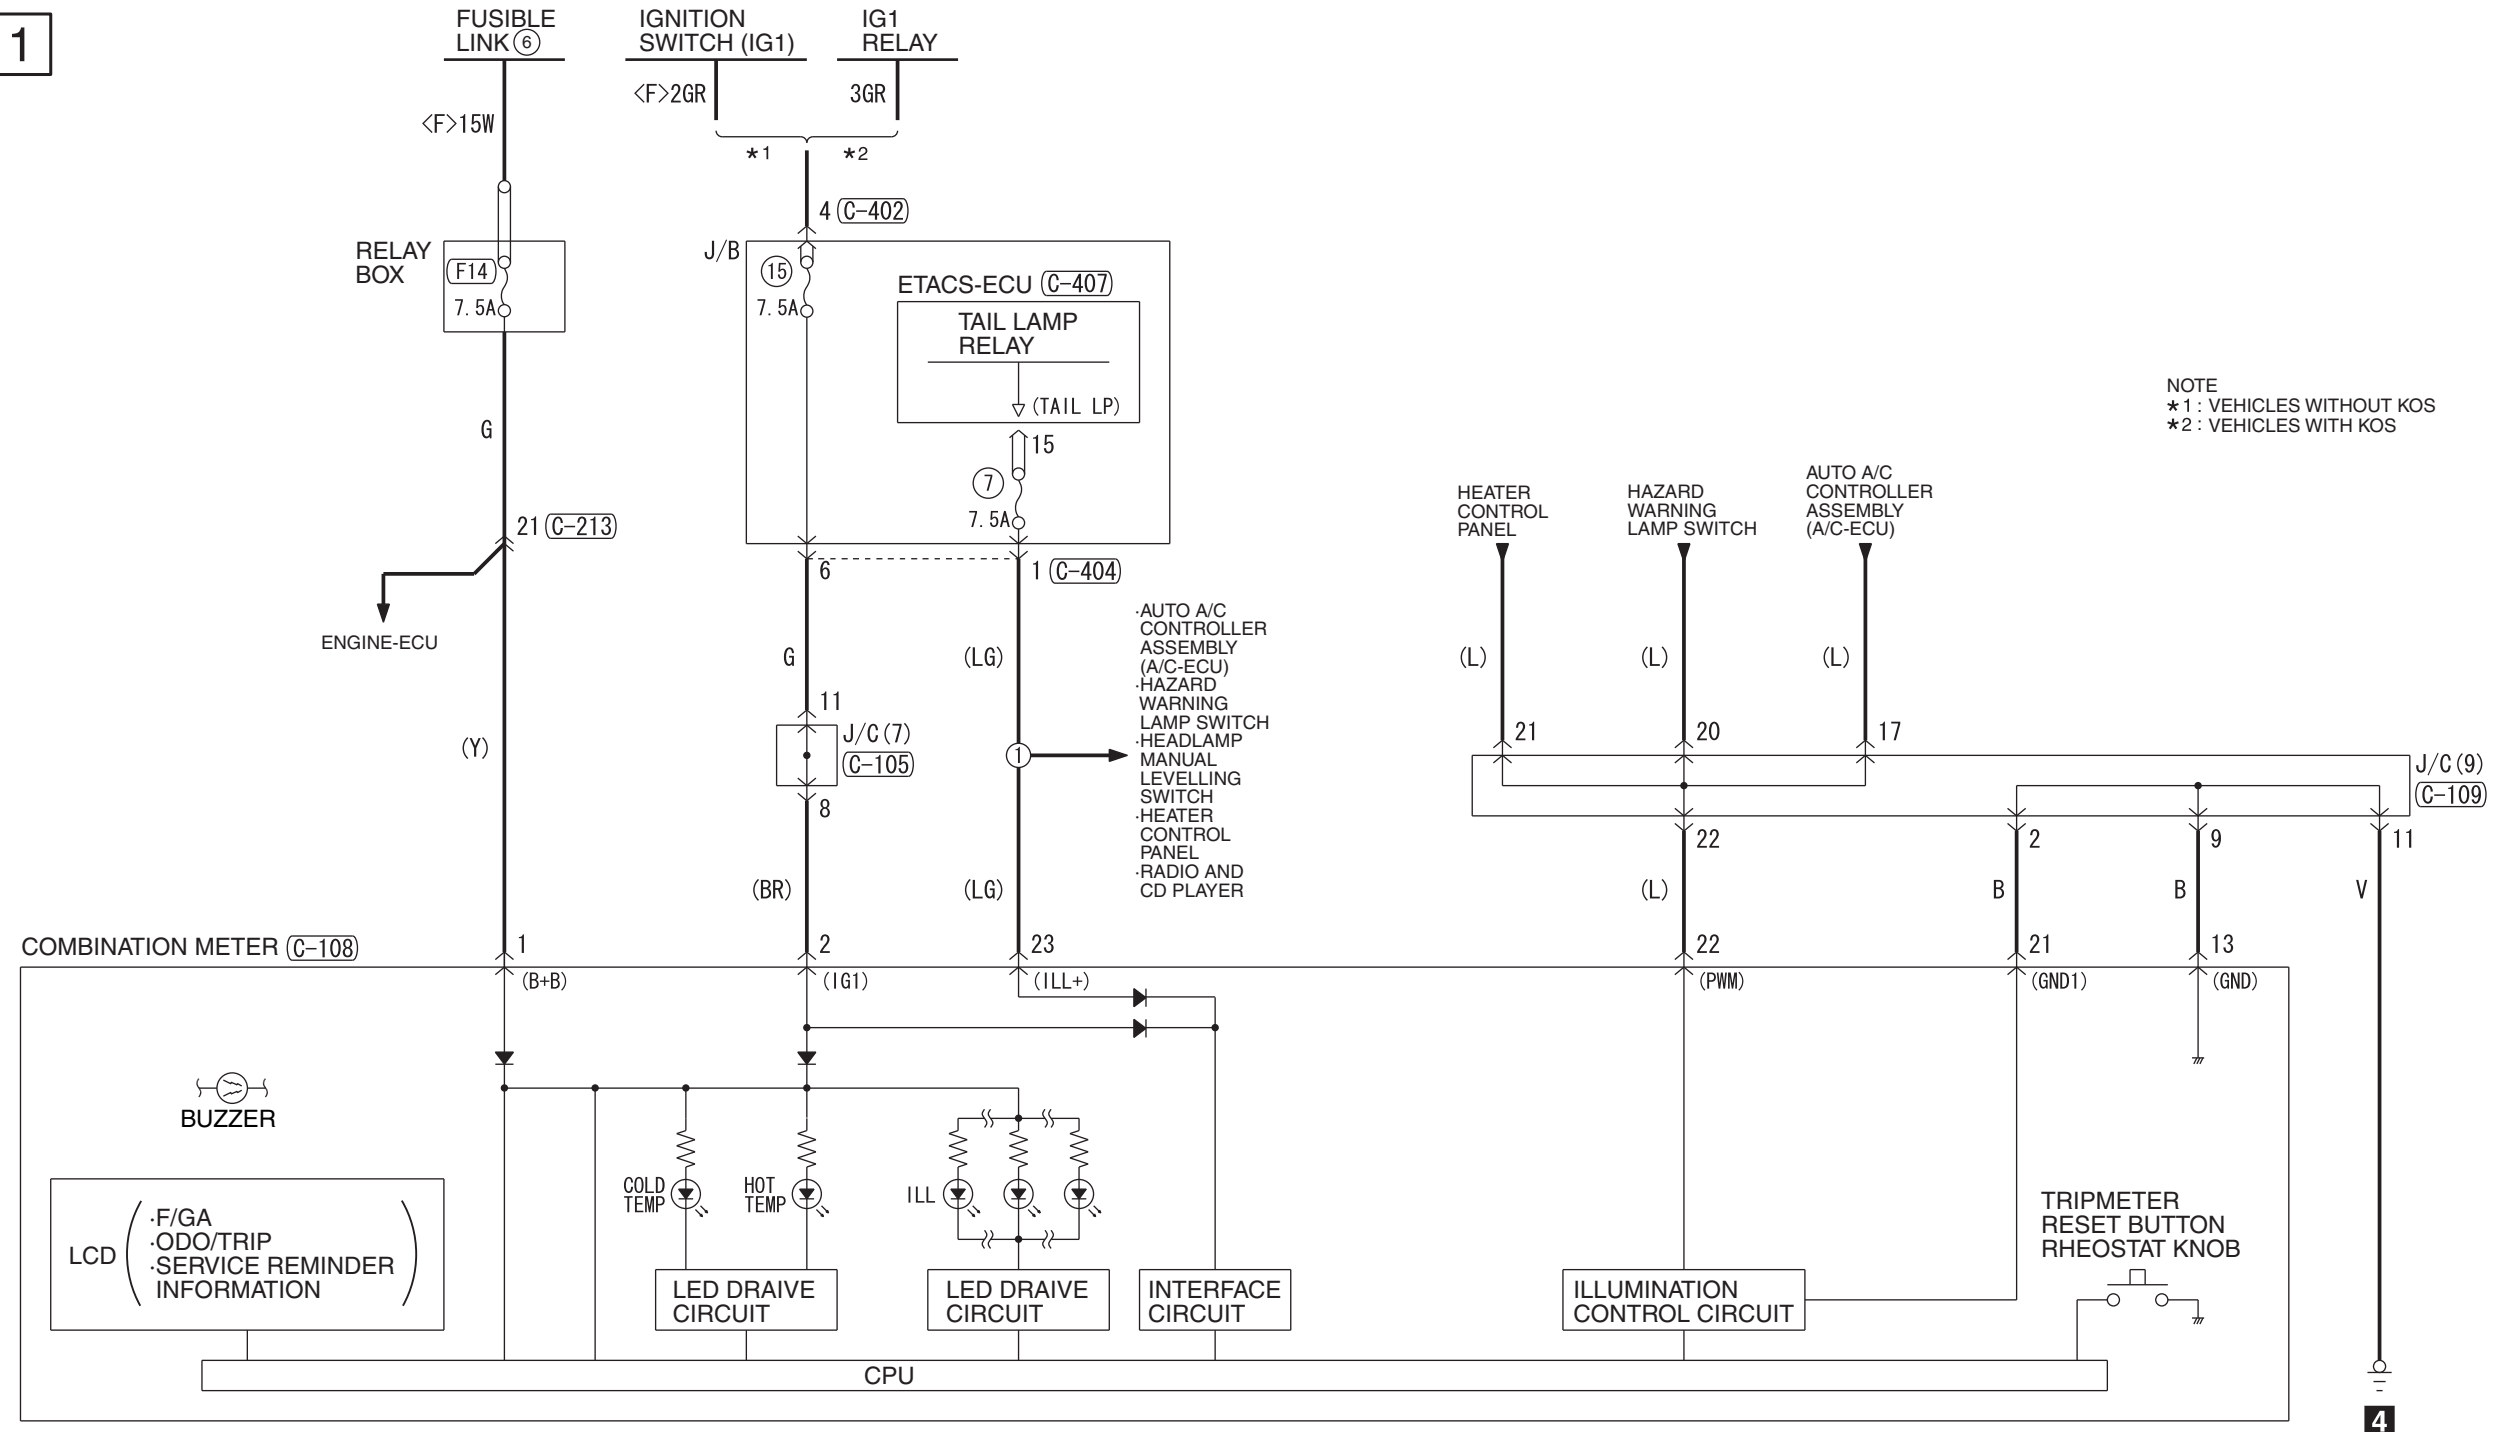 1
FUSIBLE
LINK 6
IGNITION
SWITCH (IG1)
IG1
RELAY
<F>15W
<F>2GR
3GR
*1
*2
4 (C-402)
RELAY
BOX
F14
7.5A
J/B
15
7.5A
ETACS-ECU C-407
TAIL LAMP
RELAY
(TAIL LP)
15
7
7.5A
G
21 C-213
ENGINE-ECU
6
1 C-404
NOTE
*1 : VEHICLES WITHOUT KOS
*2 : VEHICLES WITH KOS
HEATER
CONTROL
PANEL
HAZARD
WARNING
LAMP SWITCH
AUTO A/C
CONTROLLER
ASSEMBLY
(A/C-ECU)
·AUTO A/C
CONTROLLER
ASSEMBLY
(A/C-ECU)
·HAZARD
WARNING
LAMP SWITCH
·HEADLAMP
MANUAL
LEVELLING
SWITCH
·HEATER
CONTROL
PANEL
·RADIO AND
CD PLAYER
G
(LG)
(L)
(L)
(L)
11
J/C(7)
C-105
8
1
(Y)
21
20
17
J/C(9)
C-109
22
2
9
11
(BR)
(LG)
(L)
B
B
V
COMBINATION METER C-108
1
2
23
22
21
13
(B+B)
(IG1)
(ILL+)
(PWM)
(GND1)
(GND)
BUZZER
COLD
TEMP
HOT
TEMP
ILL
LCD
·F/GA
·ODO/TRIP
·SERVICE REMINDER
INFORMATION
LED DRAIVE
CIRCUIT
LED DRAIVE
CIRCUIT
INTERFACE
CIRCUIT
ILLUMINATION
CONTROL CIRCUIT
TRIPMETER
RESET BUTTON
RHEOSTAT KNOB
CPU
4